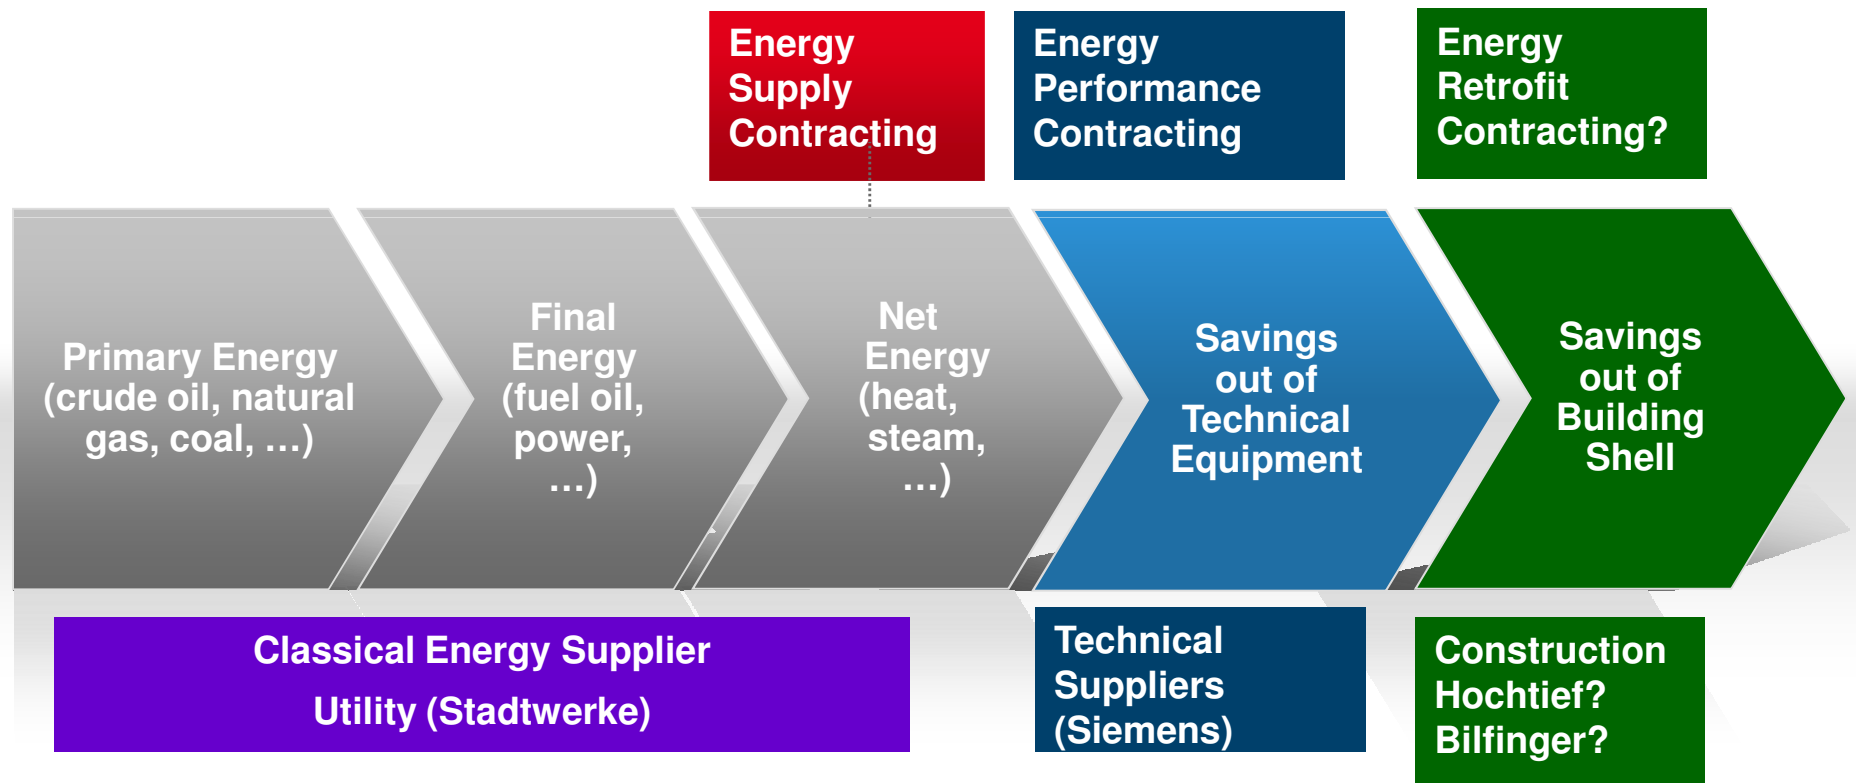 Energy
Supply
Contracting
Energy
Performance
Contracting
Energy
Retrofit
Contracting?
Primary Energy
(crude oil, natural
gas, coal, …)
Final
Energy
(fuel oil,
power,
…)
Net
Energy
(heat,
steam,
…)
Savings
out of
Technical
Equipment
Savings
out of
Building
Shell
Classical Energy Supplier
Utility (Stadtwerke)
Technical
Suppliers
(Siemens)
Construction
Hochtief?
Bilfinger?